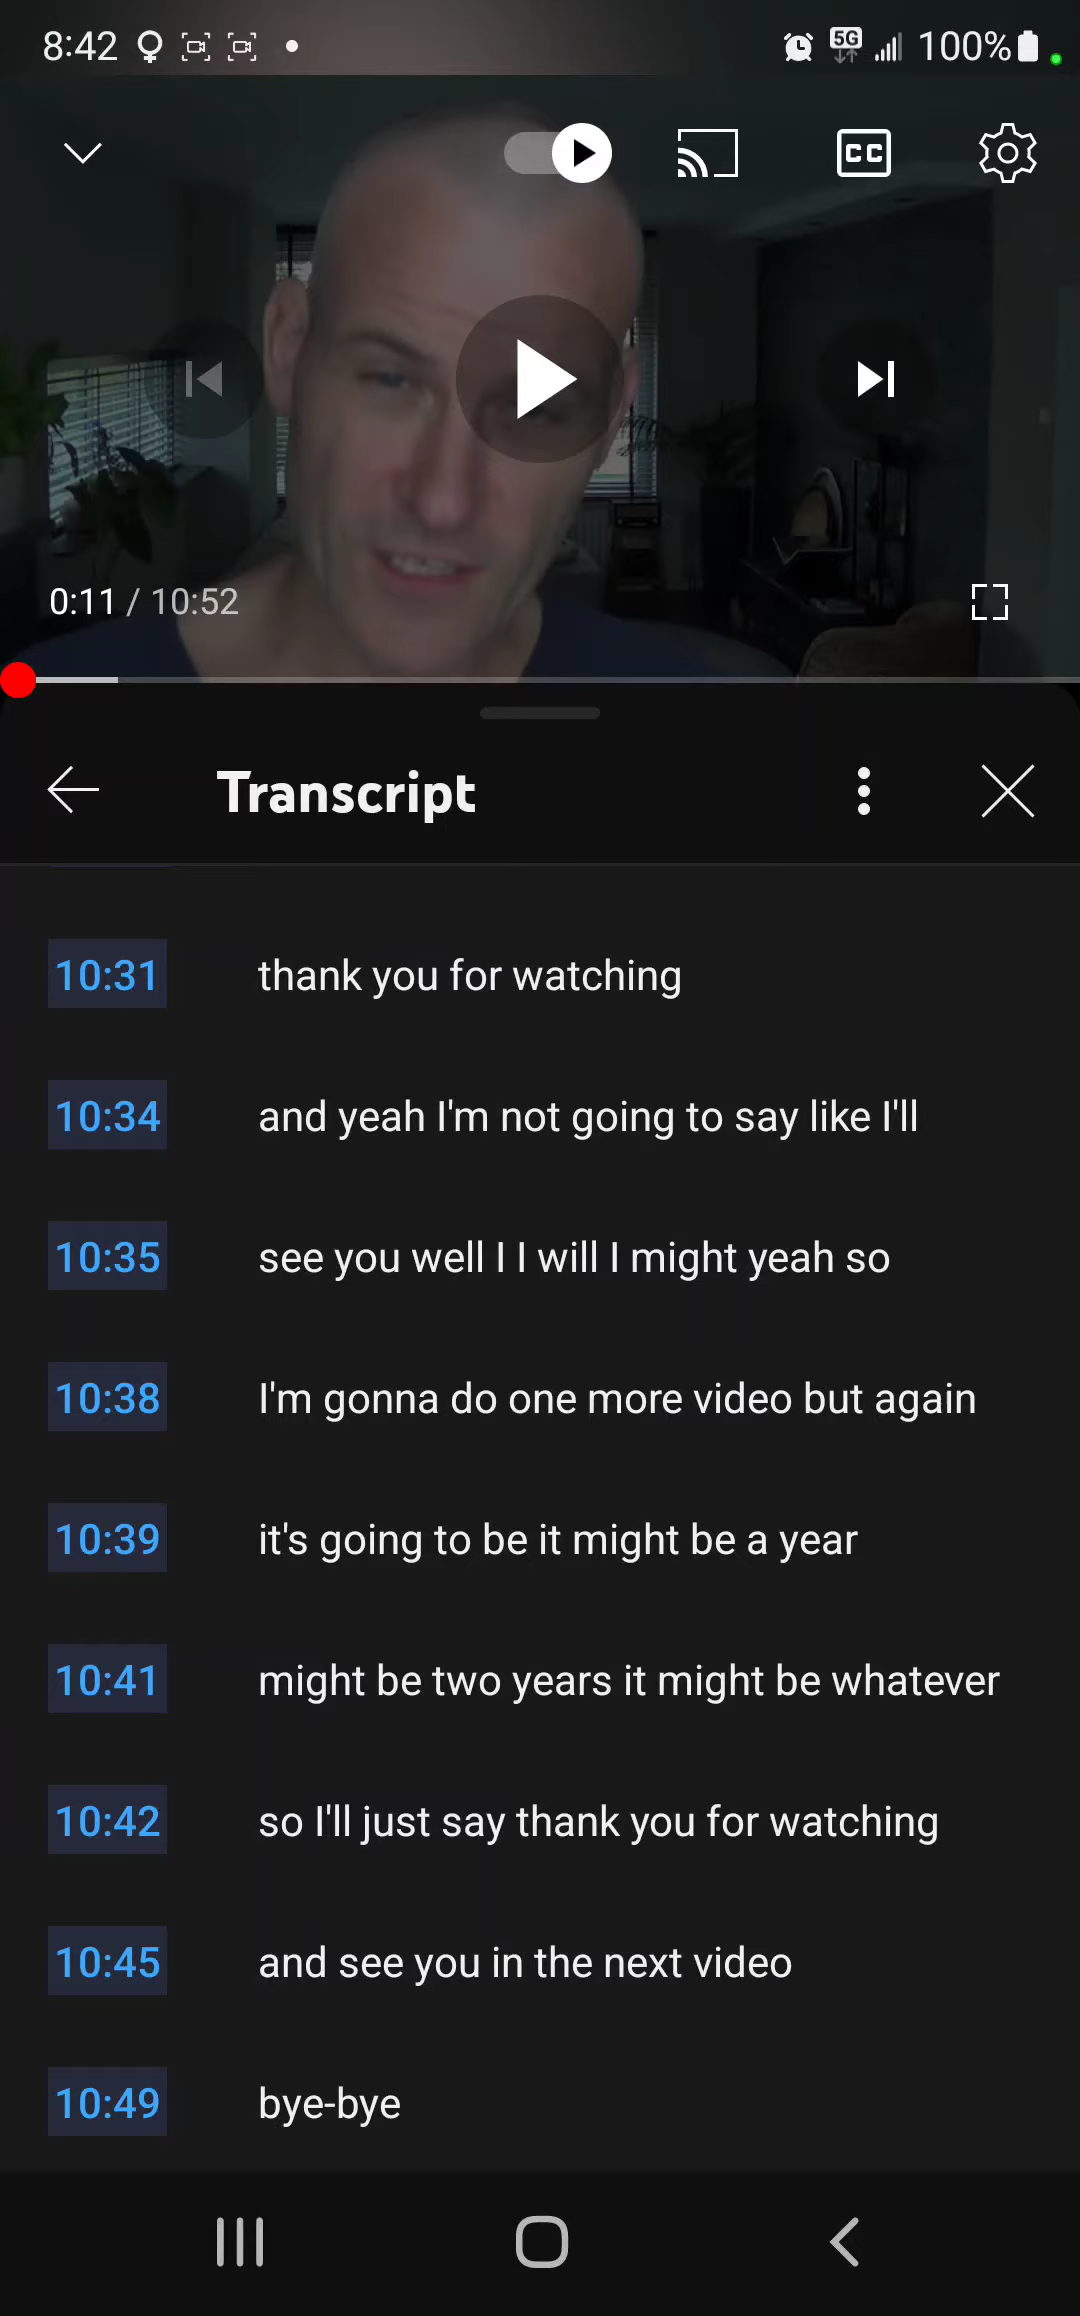 8:42
5G
100%
CC
0:11 / 10:52
Transcript
10:31 thank you for watching
10:34 and yeah I'm not going to say like I'll
10:35 see you well I I will I might yeah so
10:38 I'm gonna do one more video but again
10:39 it's going to be it might be a year
10:41 might be two years it might be whatever
10:42 so I'll just say thank you for watching
10:45 and see you in the next video
10:49 bye-bye